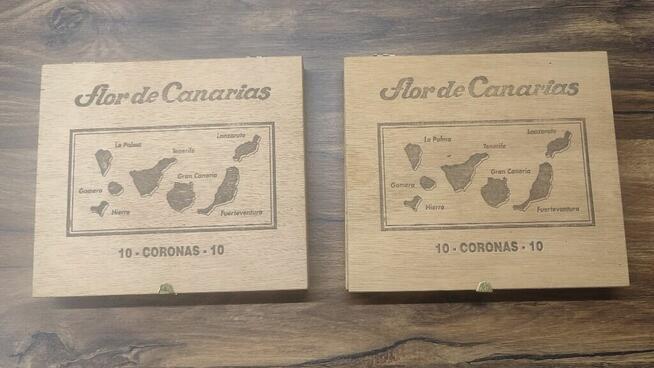 Flor de Canarias
La Palma
Tenerife
Lanzarote
Gomera
Gran Canaria
Hierro
Fuerteventura
10 - CORONAS - 10
Flor de Canarias
La Palma
Tenerife
Lanzarote
Gomera
Gran Canaria
Hierro
Fuerteventura
10 - CORONAS - 10